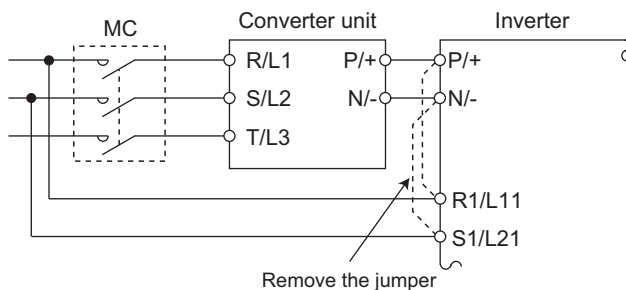 MC
Converter unit
Inverter
R/L1
P/+
P/+
S/L2
N/-
N/-
T/L3
R1/L11
S1/L21
Remove the jumper